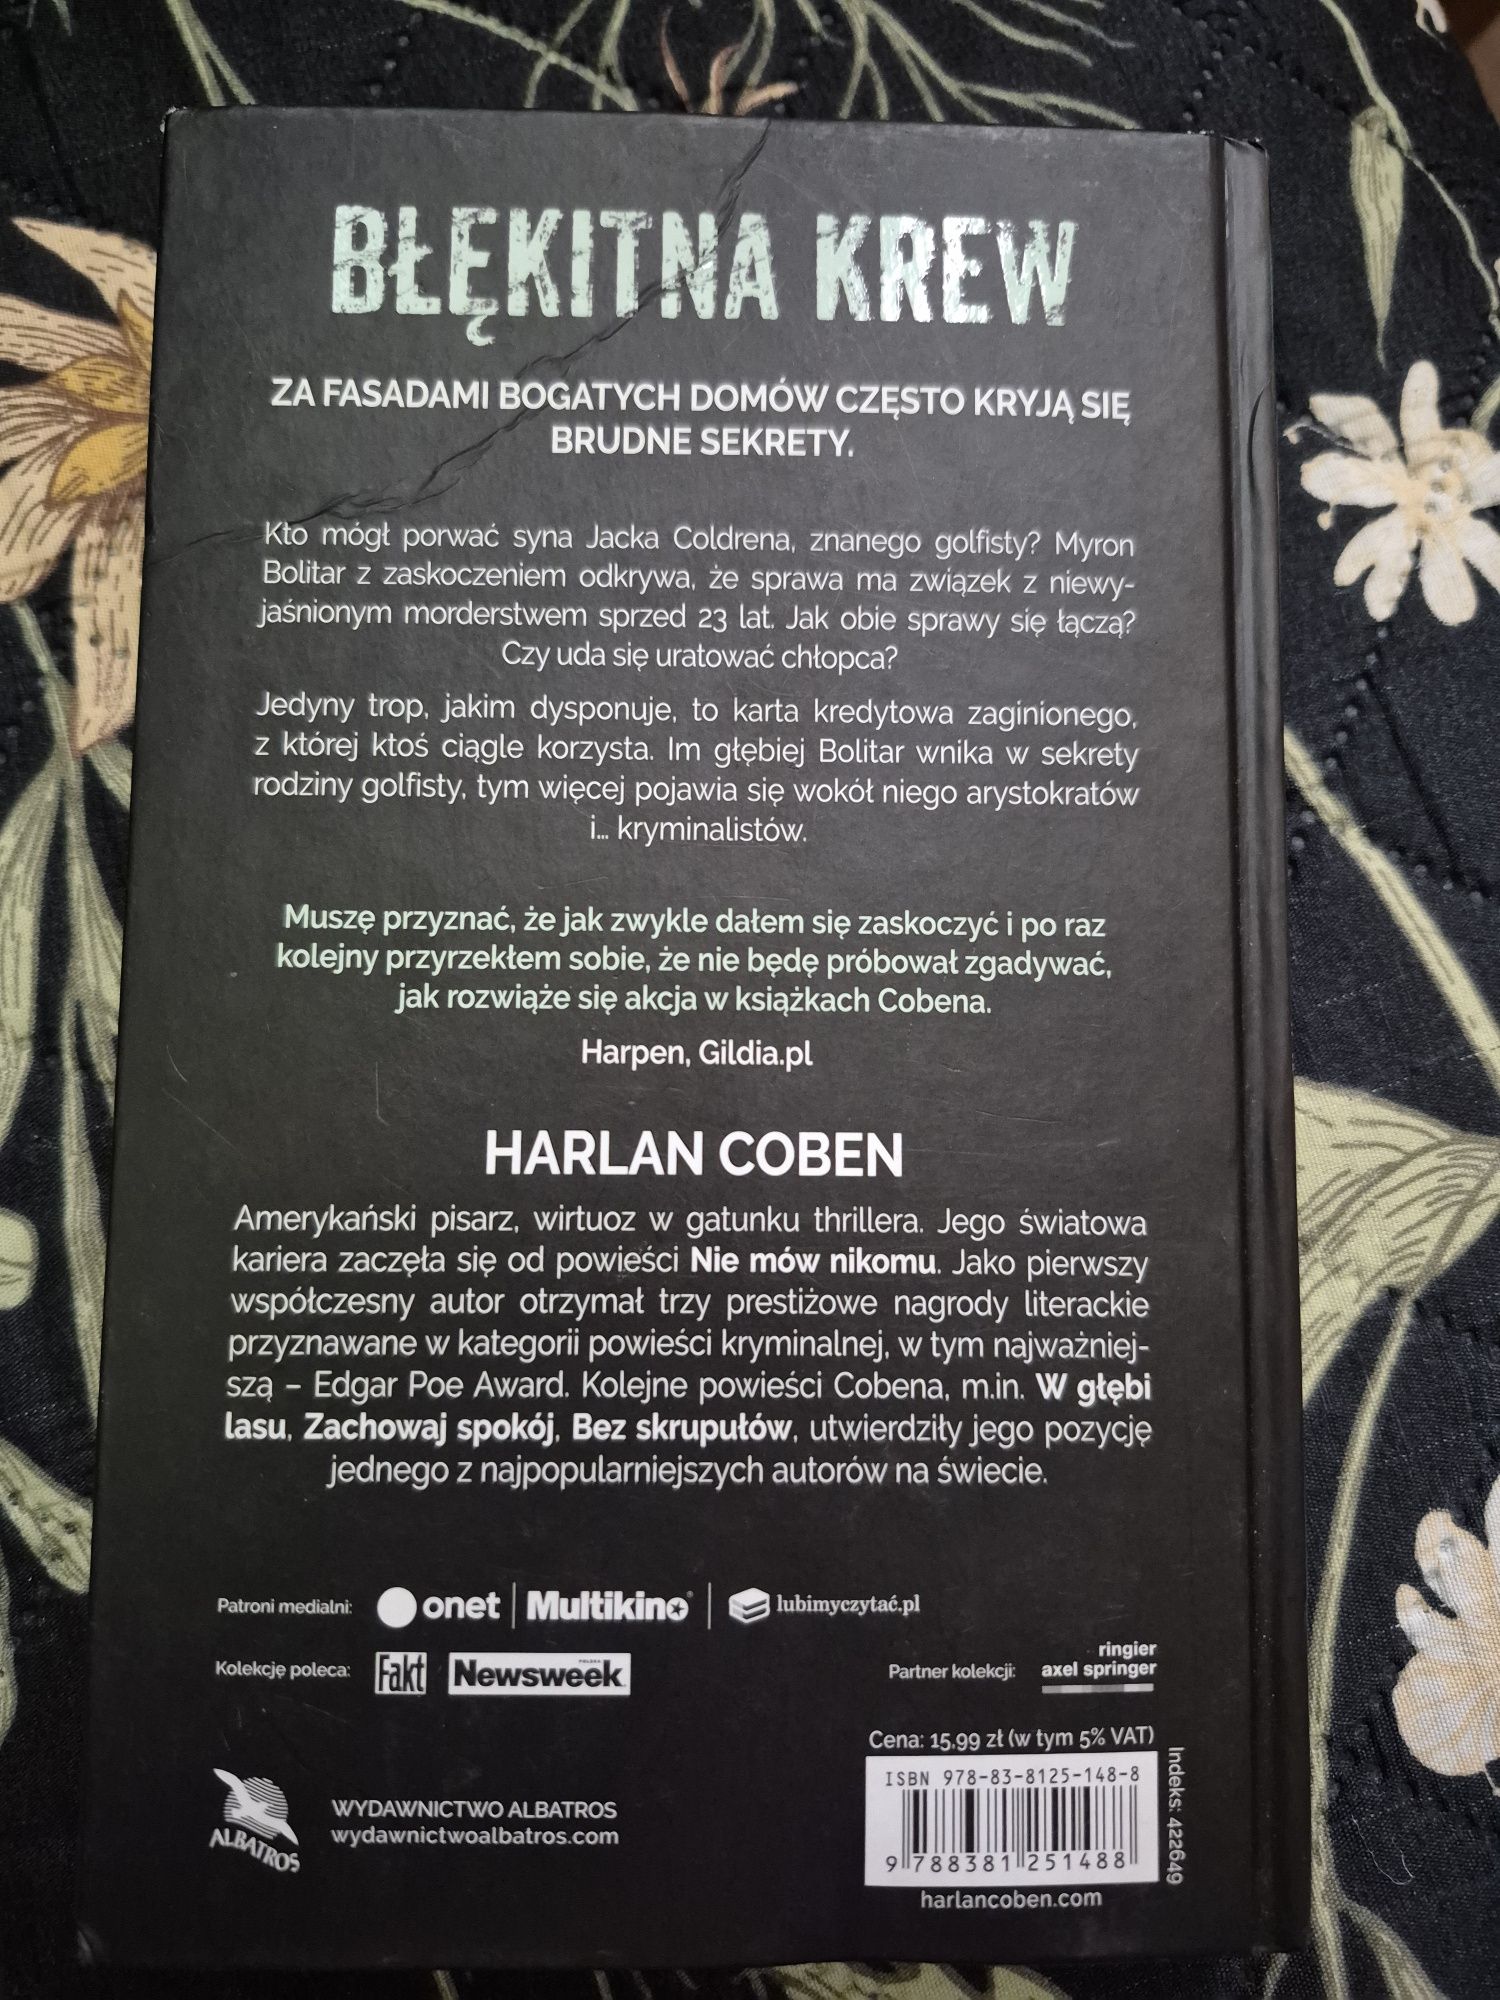 BŁĘKITNA KREW
ZA FASADAMI BOGATYCH DOMÓW CZĘSTO KRYJĄ SIĘ
BRUDNE SEKRETY.
Kto mógł porwać syna Jacka Coldrena, znanego golfisty? Myron
Bolitar z zaskoczeniem odkrywa, że sprawa ma związek z niewy-
jaśnionym morderstwem sprzed 23 lat. Jak obie sprawy się łączą?
Czy uda się uratować chłopca?
Jedyny trop, jakim dysponuje, to karta kredytowa zaginionego,
z której ktoś ciągle korzysta. Im głębiej Bolitar wnika w sekrety
rodziny golfisty, tym więcej pojawia się wokół niego arystokratów
i... kryminalistów.
Muszę przyznać, że jak zwykle dałem się zaskoczyć i po raz
kolejny przyrzekłem sobie, że nie będę próbował zgadywać,
jak rozwiąże się akcja w książkach Cobena.
Harpen, Gildia.pl
HARLAN COBEN
Amerykański pisarz, wirtuoz w gatunku thrillera. Jego światowa
kariera zaczęła się od powieści Nie mów nikomu. Jako pierwszy
współczesny autor otrzymał trzy prestiżowe nagrody literackie
przyznawane w kategorii powieści kryminalnej, w tym najważniej-
szą – Edgar Poe Award. Kolejne powieści Cobena, m.in. W głębi
lasu, Zachowaj spokój, Bez skrupułów, utwierdziły jego pozycję
jednego z najpopularniejszych autorów na świecie.
Patroni medialni: onet Multikino lubimyczytać.pl
Kolekcję poleca: Fakt Newsweek POLSKA
Partner kolekcji: ringier
axel springer
Cena: 15,99 zł (w tym 5% VAT)
ISBN 978-83-8125-148-8
9 788381 251488
Indeks: 422649
harlancoben.com
ALBATROS
WYDAWNICTWO ALBATROS
wydawnictwoalbatros.com